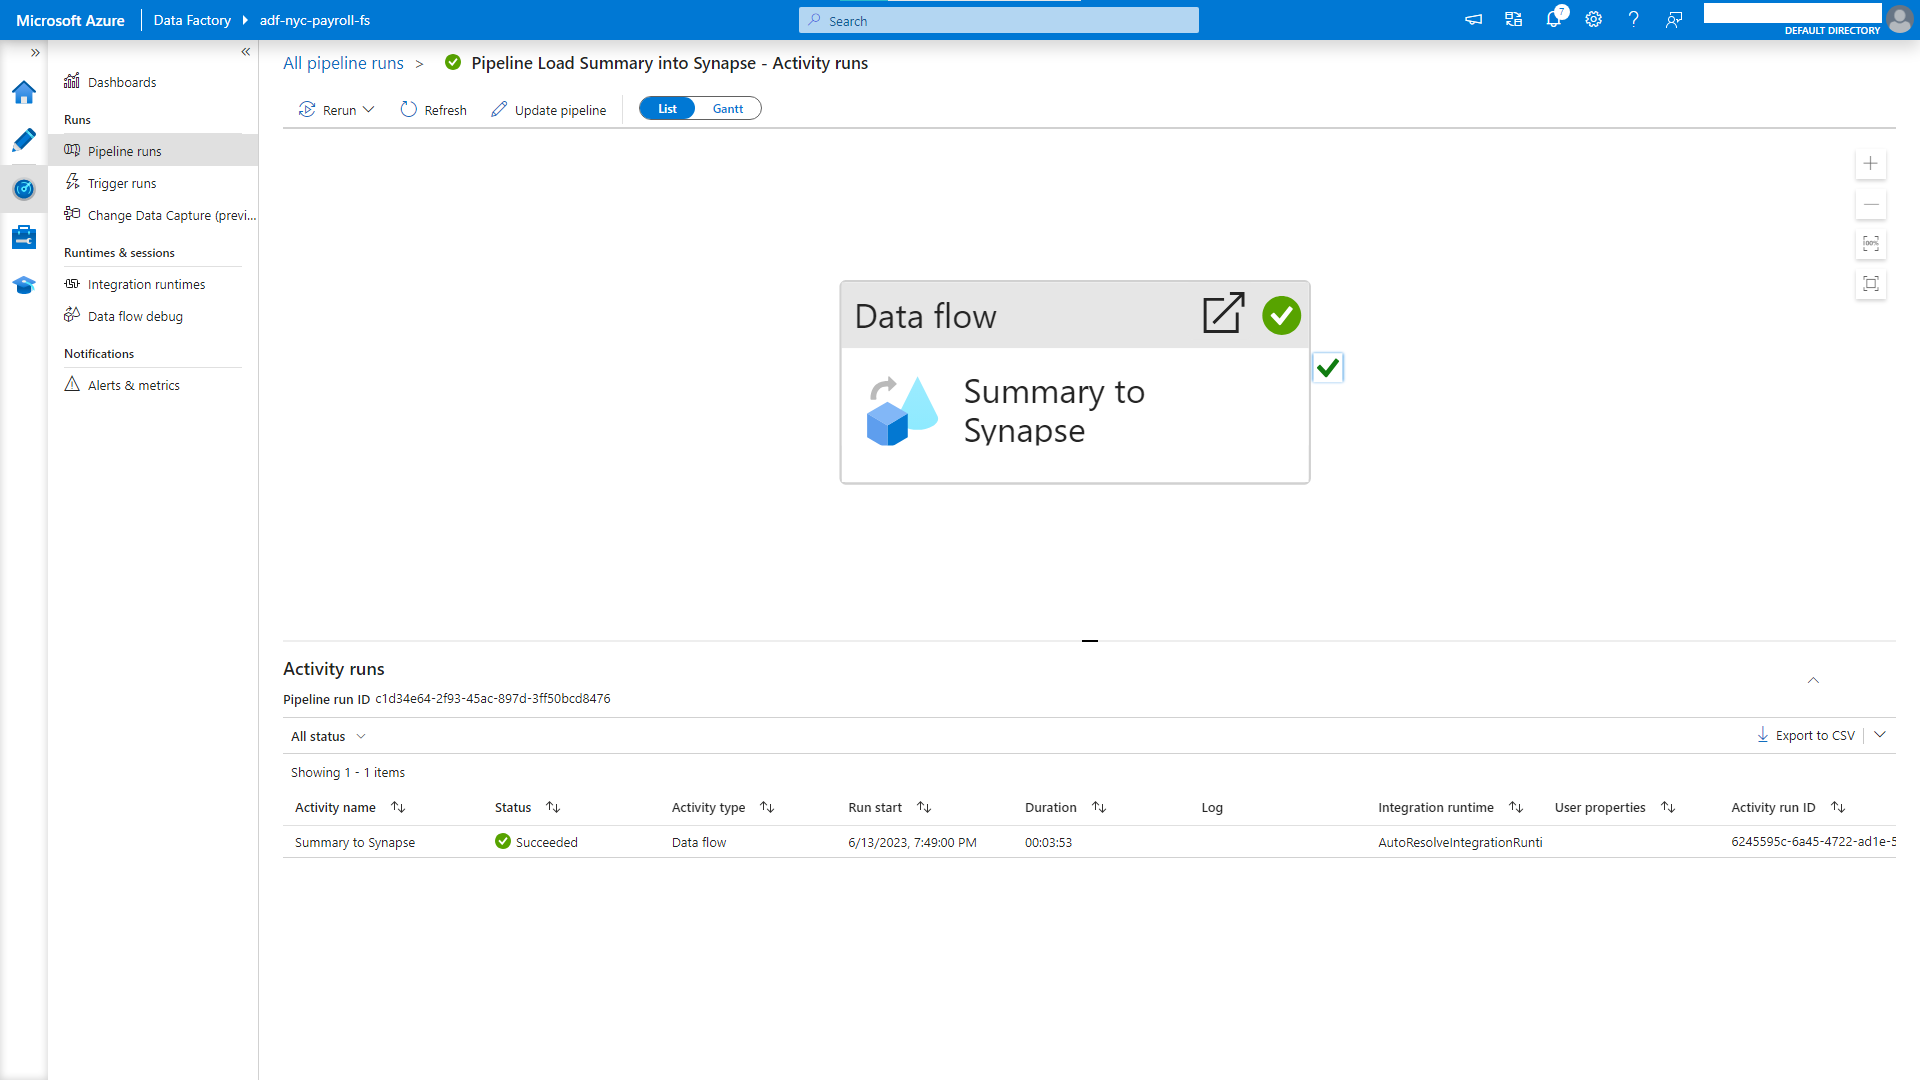 Microsoft Azure Data Factory adf-nyc-payroll-fs Search 7 DEFAULT DIRECTORY
» «
Dashboards
Runs
Pipeline runs
Trigger runs
Change Data Capture (previ...
Runtimes & sessions
Integration runtimes
Data flow debug
Notifications
Alerts & metrics
All pipeline runs > Pipeline Load Summary into Synapse - Activity runs
Rerun Refresh Update pipeline List Gantt
100%
Data flow
Summary to
Synapse
Activity runs
Pipeline run ID c1d34e64-2f93-45ac-897d-3ff50bcd8476
All status Export to CSV
Showing 1 - 1 items
Activity name Status Activity type Run start Duration Log Integration runtime User properties Activity run ID
Summary to Synapse Succeeded Data flow 6/13/2023, 7:49:00 PM 00:03:53 AutoResolveIntegrationRunti 6245595c-6a45-4722-ad1e-5